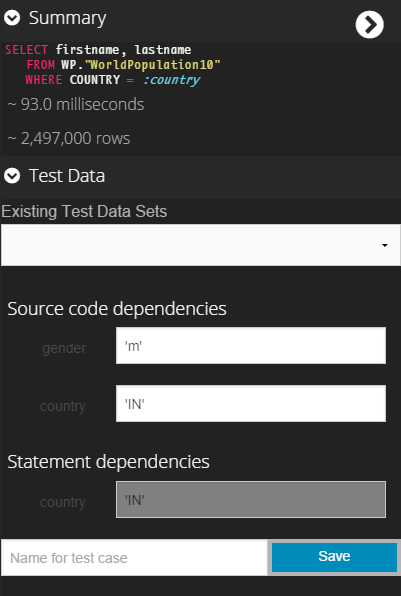 Summary
SELECT firstname, lastname
FROM WP."WorldPopulation10"
WHERE COUNTRY = :country
~ 93.0 milliseconds
~ 2,497,000 rows
Test Data
Existing Test Data Sets
Source code dependencies
gender 'm'
country 'IN'
Statement dependencies
country 'IN'
Name for test case Save